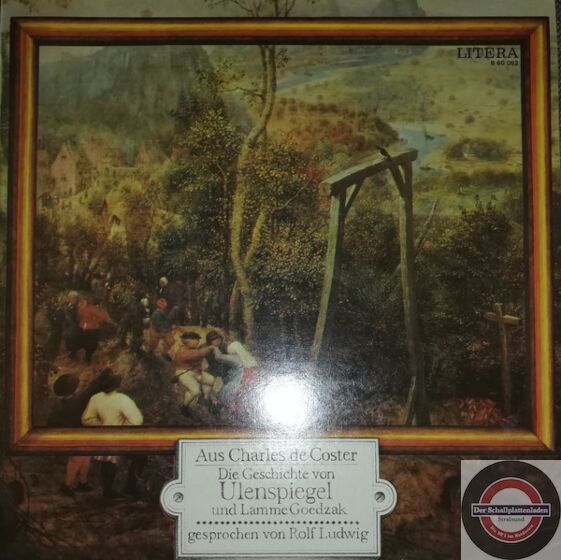 LITERA
8 60 082
Aus Charles de Coster
Die Geschichte von
Ulenspiegel
und Lamme Goedzak
gesprochen von Rolf Ludwig
Der Schallplattenladen
Stralsund